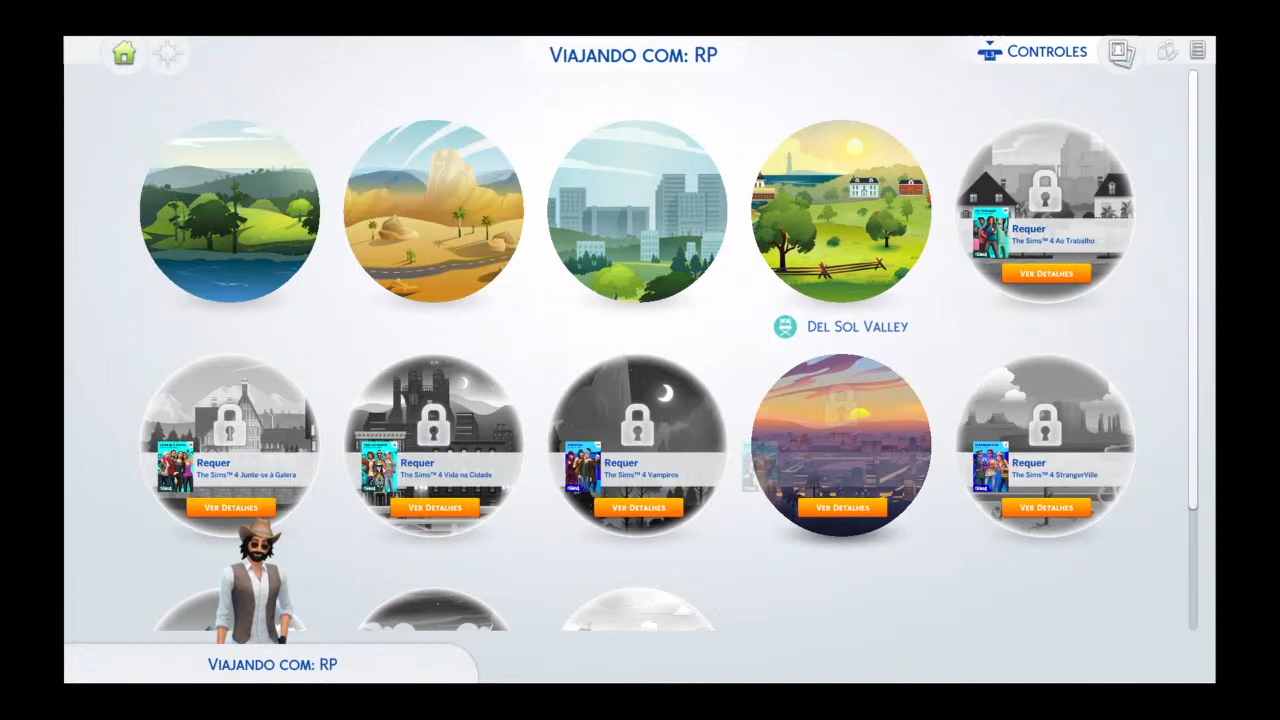 VIAJANDO COM: RP
L3 CONTROLES
Requer
The Sims™ 4 Ao Trabalho
VER DETALHES
DEL SOL VALLEY
Requer
The Sims™ 4 Junte-se à Galera
VER DETALHES
Requer
The Sims™ 4 Vida na Cidade
VER DETALHES
Requer
The Sims™ 4 Vampiros
VER DETALHES
VER DETALHES
Requer
The Sims™ 4 StrangerVille
VER DETALHES
VIAJANDO COM: RP